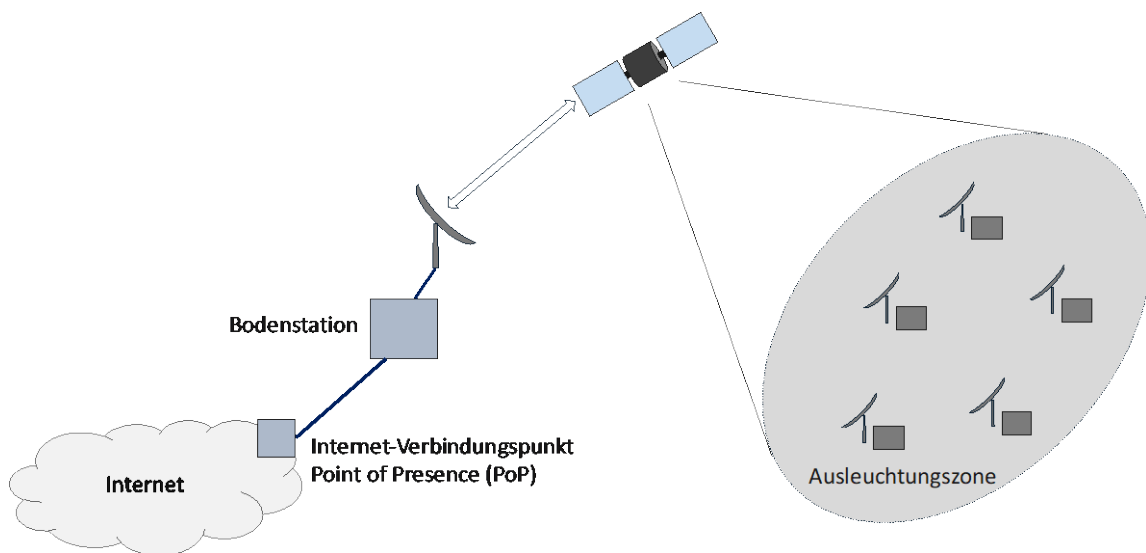 Bodenstation
Internet-Verbindungspunkt
Point of Presence (PoP)
Internet
Ausleuchtungszone